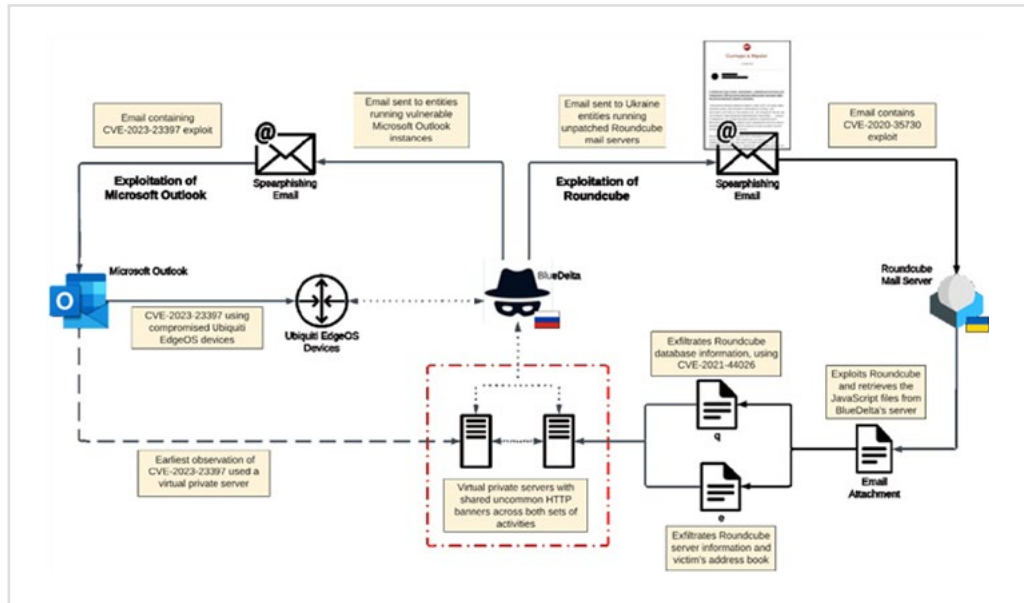 Email containing
CVE-2023-23397 exploit
Email sent to entities
running vulnerable
Microsoft Outlook
instances
Email sent to Ukraine
entities running
unpatched Roundcube
mail servers
Email contains
CVE-2020-35730
exploit
@
@
Exploitation of
Microsoft Outlook
Spearphishing
Email
Exploitation of
Roundcube
Spearphishing
Email
Microsoft Outlook
O
BlueDelta
Roundcube
Mail Server
CVE-2023-23397 using
compromised Ubiquiti
EdgeOS devices
Ubiquiti EdgeOS
Devices
Exfiltrates Roundcube
database information, using
CVE-2021-44026
Exploits Roundcube
and retrieves the
JavaScript files from
BlueDelta's server
q
Email
Attachment
Earliest observation of
CVE-2023-23397 used a
virtual private server
Virtual private servers with
shared uncommon HTTP
banners across both sets of
activities
e
Exfiltrates Roundcube
server information and
victim's address book